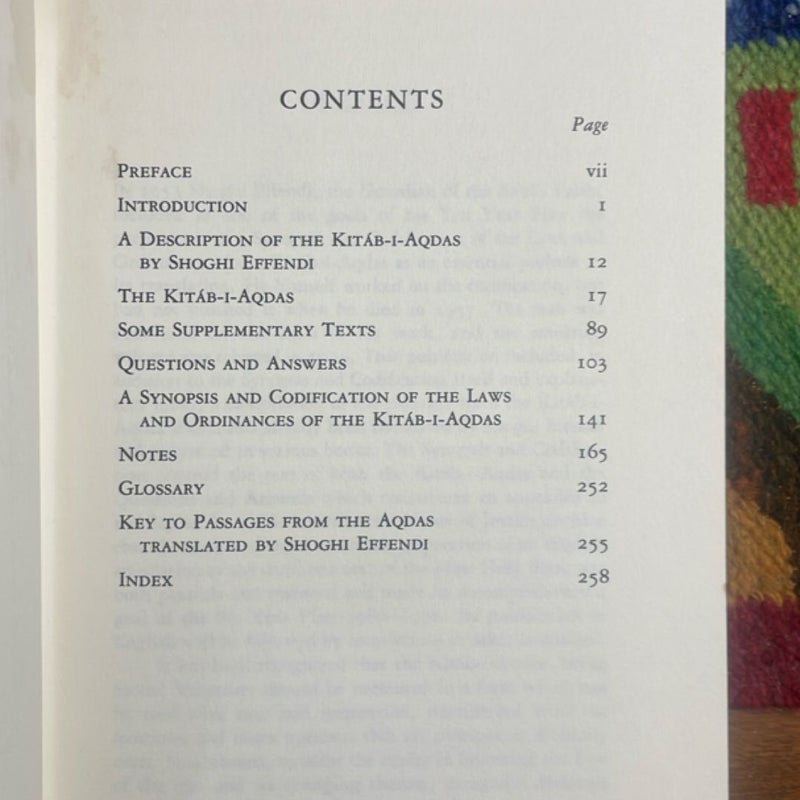 CONTENTS
Page
PREFACE vii
INTRODUCTION 1
A DESCRIPTION OF THE KITÁB-I-AQDAS
BY SHOGHI EFFENDI 12
THE KITÁB-I-AQDAS 17
SOME SUPPLEMENTARY TEXTS 89
QUESTIONS AND ANSWERS 103
A SYNOPSIS AND CODIFICATION OF THE LAWS
AND ORDINANCES OF THE KITÁB-I-AQDAS 141
NOTES 165
GLOSSARY 252
KEY TO PASSAGES FROM THE AQDAS
TRANSLATED BY SHOGHI EFFENDI 255
INDEX 258